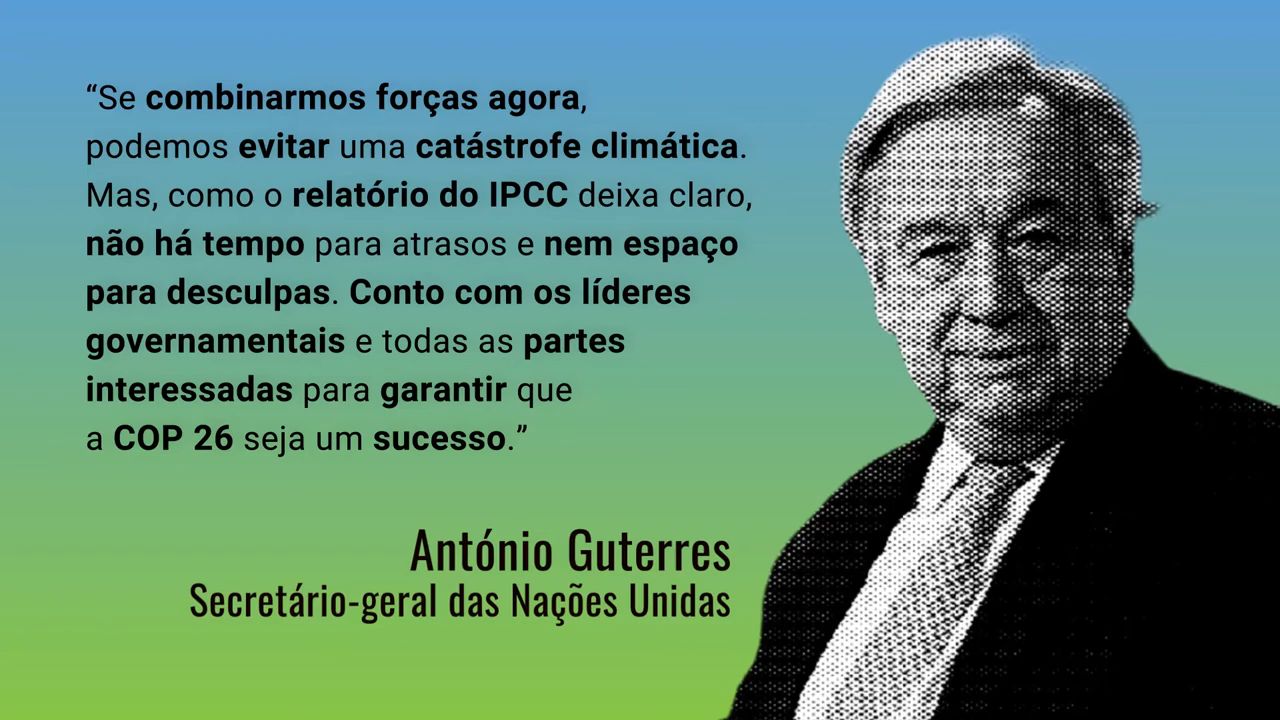 “Se combinarmos forças agora,
podemos evitar uma catástrofe climática.
Mas, como o relatório do IPCC deixa claro,
não há tempo para atrasos e nem espaço
para desculpas. Conto com os líderes
governamentais e todas as partes
interessadas para garantir que
a COP 26 seja um sucesso.”
António Guterres
Secretário-geral das Nações Unidas